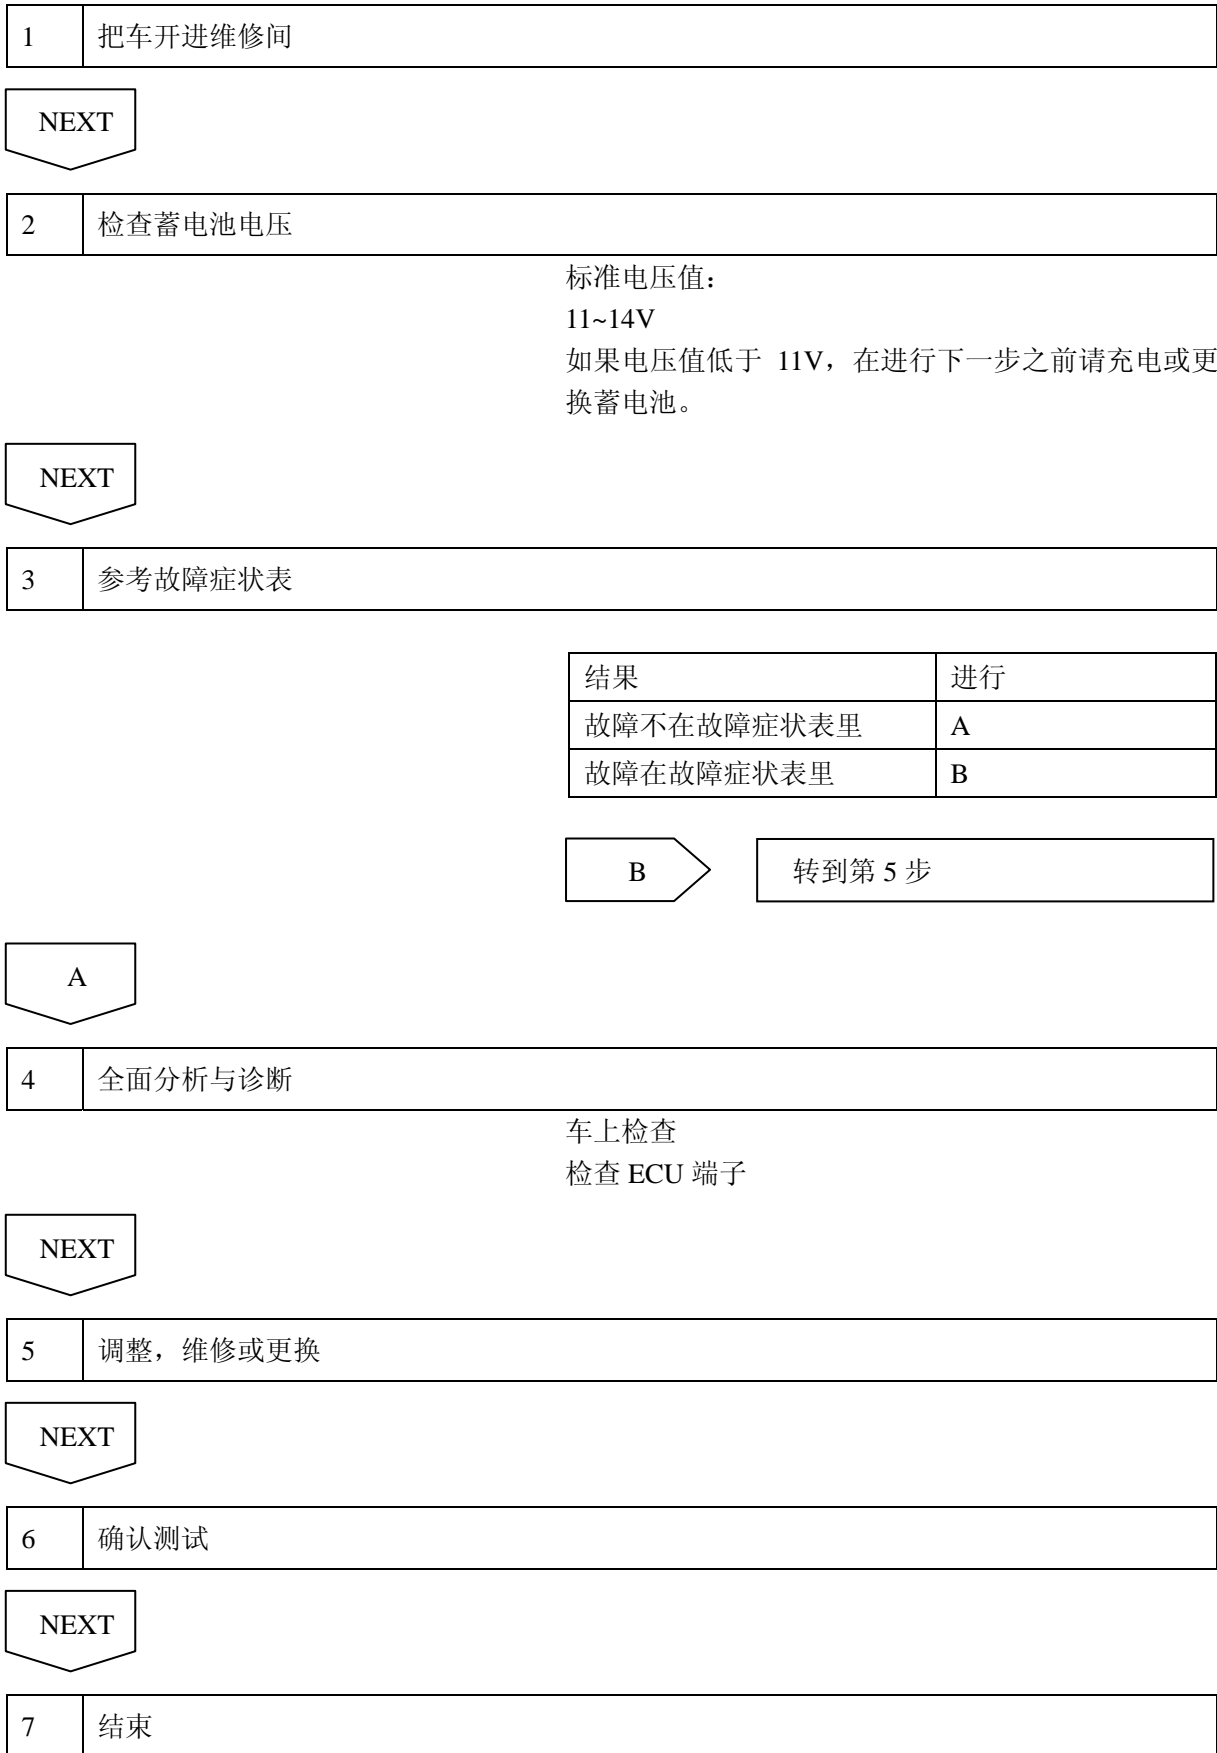 1 把车开进维修间
NEXT
2 检查蓄电池电压
标准电压值：
11~14V
如果电压值低于 11V，在进行下一步之前请充电或更
换蓄电池。
NEXT
3 参考故障症状表
结果 进行
故障不在故障症状表里 A
故障在故障症状表里 B
B 转到第 5 步
A
4 全面分析与诊断
车上检查
检查 ECU 端子
NEXT
5 调整，维修或更换
NEXT
6 确认测试
NEXT
7 结束